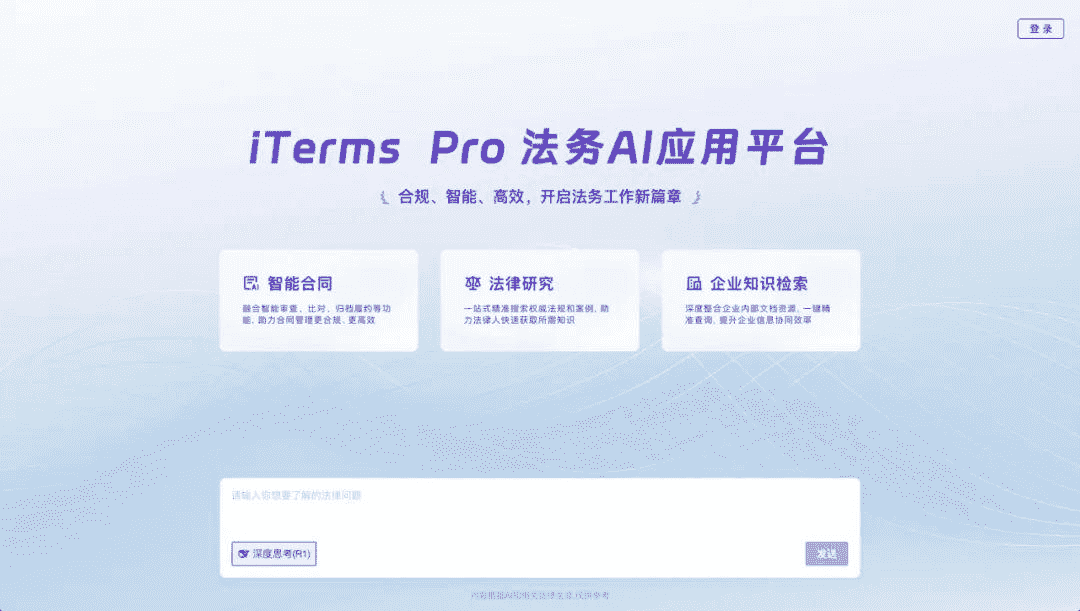 登 录
iTerms Pro 法务AI应用平台
合规、智能、高效，开启法务工作新篇章
智能合同
融合智能审查、比对、归档履约等功
能，助力合同管理更合规、更高效
法律研究
一站式精准搜索权威法规和案例，助
力法律人快速获取所需知识
企业知识检索
深度整合企业内部文档资源，一键精
准查询，提升企业信息协同效率
请输入你想要了解的法律问题
深度思考(R1)
发送